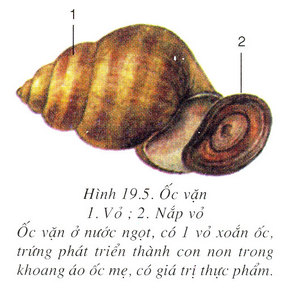 1
2
Hình 19.5. Ốc vặn
1. Vỏ ; 2. Nắp vỏ
Ốc vặn ở nước ngọt, có 1 vỏ xoắn ốc,
trứng phát triển thành con non trong
khoang áo ốc mẹ, có giá trị thực phẩm.